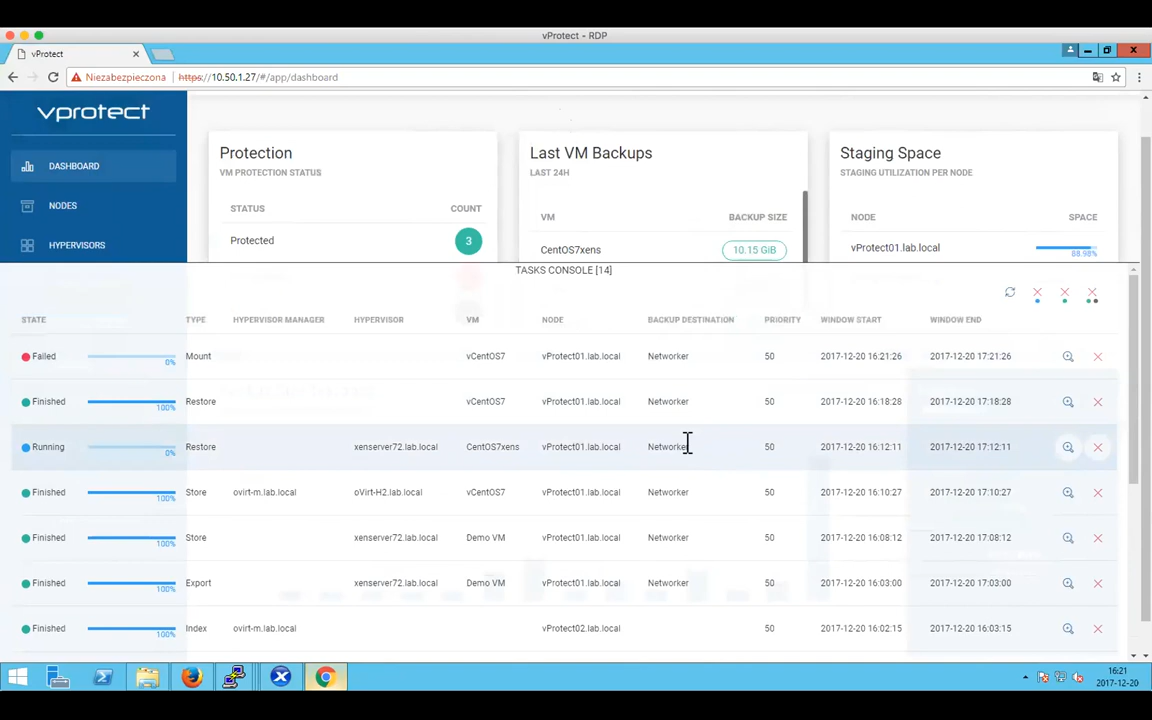 vProtect - RDP
vProtect
Niezabezpieczona https://10.50.1.27/#/app/dashboard
vprotect
DASHBOARD
NODES
HYPERVISORS
Protection
VM PROTECTION STATUS
STATUS COUNT
Protected 3
Last VM Backups
LAST 24H
VM BACKUP SIZE
CentOS7xens 10.15 GiB
Staging Space
STAGING UTILIZATION PER NODE
NODE SPACE
vProtect01.lab.local 88.98%
TASKS CONSOLE [14]
STATE TYPE HYPERVISOR MANAGER HYPERVISOR VM NODE BACKUP DESTINATION PRIORITY WINDOW START WINDOW END
Failed 0% Mount vCentOS7 vProtect01.lab.local Networker 50 2017-12-20 16:21:26 2017-12-20 17:21:26
Finished 100% Restore vCentOS7 vProtect01.lab.local Networker 50 2017-12-20 16:18:28 2017-12-20 17:18:28
Running 0% Restore xenserver72.lab.local CentOS7xens vProtect01.lab.local Networker 50 2017-12-20 16:12:11 2017-12-20 17:12:11
Finished 100% Store ovirt-m.lab.local oVirt-H2.lab.local vCentOS7 vProtect01.lab.local Networker 50 2017-12-20 16:10:27 2017-12-20 17:10:27
Finished 100% Store xenserver72.lab.local Demo VM vProtect01.lab.local Networker 50 2017-12-20 16:08:12 2017-12-20 17:08:12
Finished 100% Export xenserver72.lab.local Demo VM vProtect01.lab.local Networker 50 2017-12-20 16:03:00 2017-12-20 17:03:00
Finished 100% Index ovirt-m.lab.local vProtect02.lab.local 50 2017-12-20 16:02:15 2017-12-20 16:03:15
16:21
2017-12-20